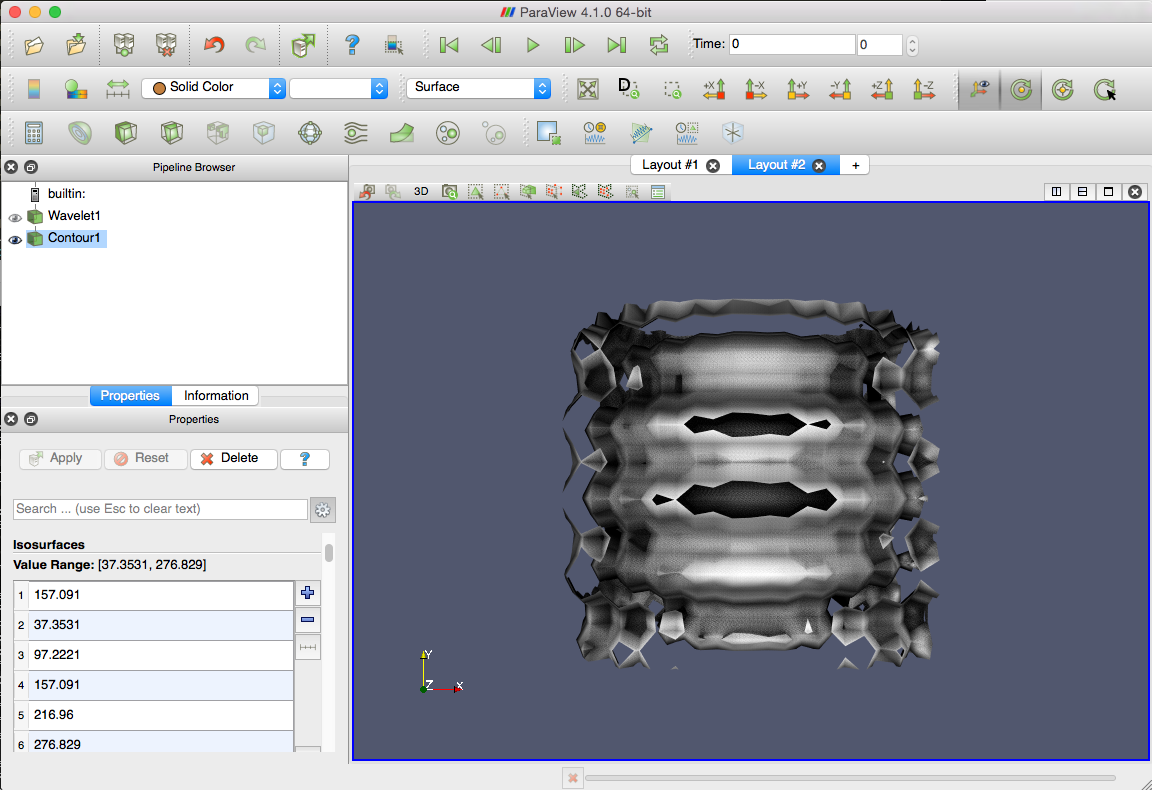 ParaView 4.1.0 64-bit
Time: 0 0
Solid Color Surface D +X -X +Y -Y +Z -Z
Pipeline Browser
Layout #1 Layout #2 +
3D
builtin:
Wavelet1
Contour1
Properties Information
Properties
Apply Reset Delete ?
Search ... (use Esc to clear text)
Isosurfaces
Value Range: [37.3531, 276.829]
1 157.091
2 37.3531
3 97.2221
4 157.091
5 216.96
6 276.829
Y
Z X